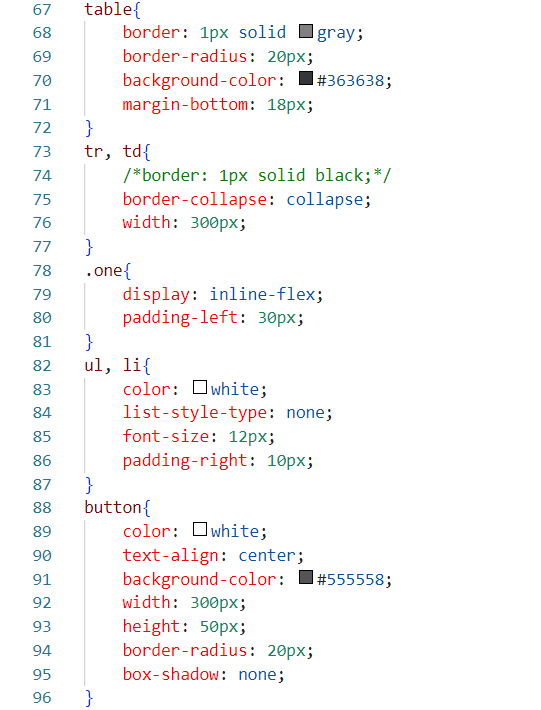 67 table{
68 border: 1px solid gray;
69 border-radius: 20px;
70 background-color: #363638;
71 margin-bottom: 18px;
72 }
73 tr, td{
74 /*border: 1px solid black;*/
75 border-collapse: collapse;
76 width: 300px;
77 }
78 .one{
79 display: inline-flex;
80 padding-left: 30px;
81 }
82 ul, li{
83 color: white;
84 list-style-type: none;
85 font-size: 12px;
86 padding-right: 10px;
87 }
88 button{
89 color: white;
90 text-align: center;
91 background-color: #555558;
92 width: 300px;
93 height: 50px;
94 border-radius: 20px;
95 box-shadow: none;
96 }